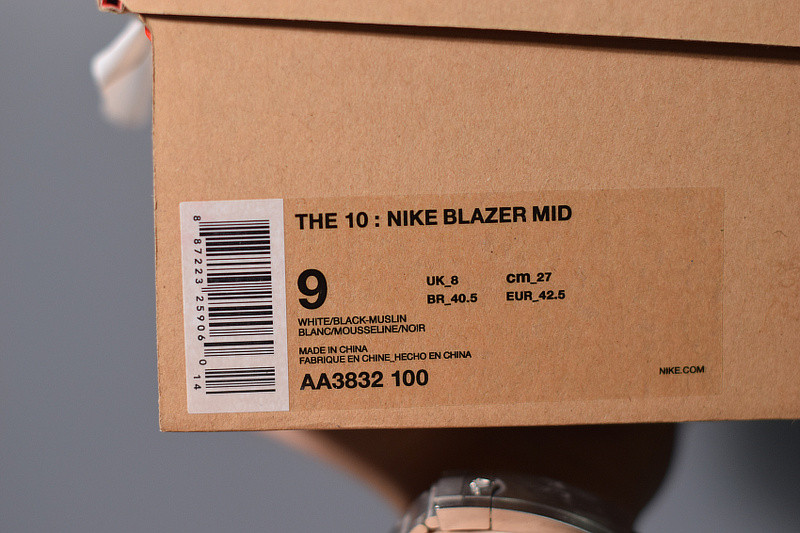 THE 10 : NIKE BLAZER MID
9
UK_8 cm_27
BR_40.5 EUR_42.5
WHITE/BLACK-MUSLIN
BLANC/MOUSSELINE/NOIR
MADE IN CHINA
FABRIQUE EN CHINE_HECHO EN CHINA
AA3832 100
NIKE.COM
8 87223 25906 0 14